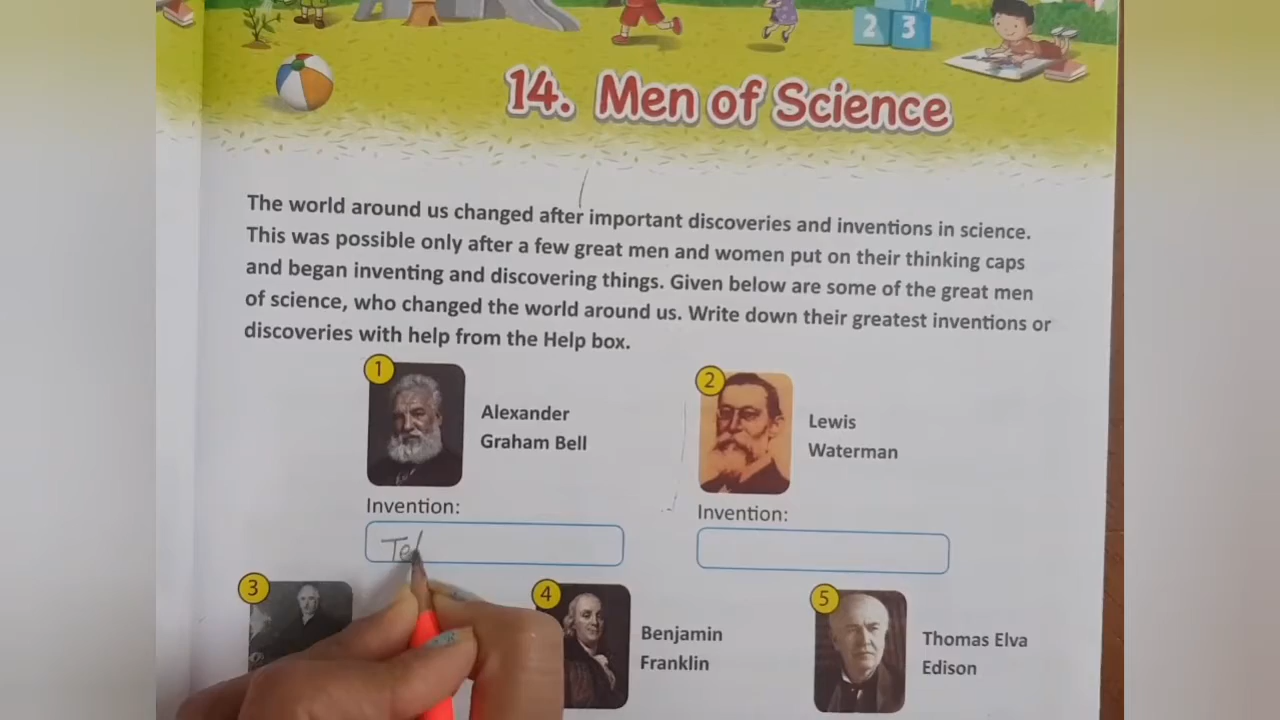 2 3
14. Men of Science
The world around us changed after important discoveries and inventions in science.
This was possible only after a few great men and women put on their thinking caps
and began inventing and discovering things. Given below are some of the great men
of science, who changed the world around us. Write down their greatest inventions or
discoveries with help from the Help box.
1
Alexander
Graham Bell
Invention:
Tel
2
Lewis
Waterman
Invention:
3
4
Benjamin
Franklin
5
Thomas Elva
Edison